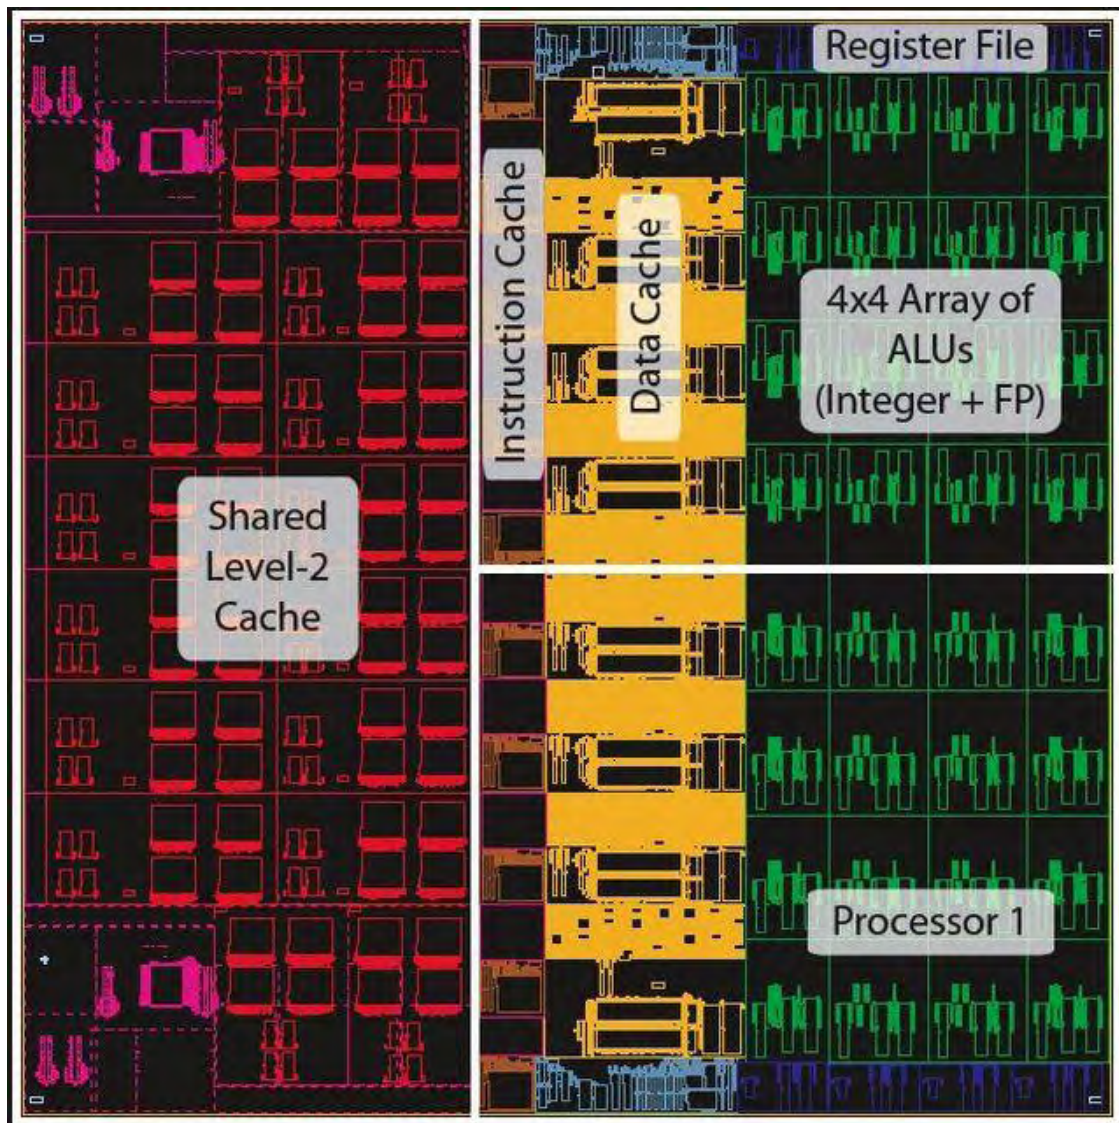 Register File
Instruction Cache
Data Cache
4x4 Array of
ALUs
(Integer + FP)
Shared
Level-2
Cache
Processor 1